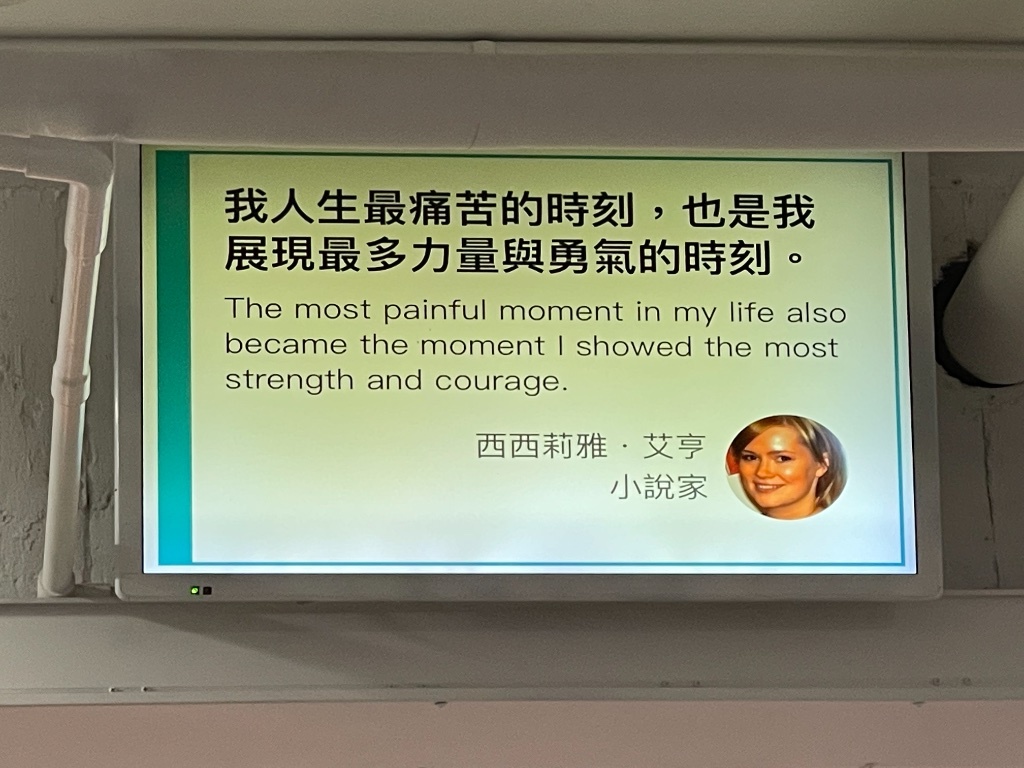 我人生最痛苦的時刻，也是我
展現最多力量與勇氣的時刻。
The most painful moment in my life also
became the moment I showed the most
strength and courage.
西西莉雅．艾亨
小說家